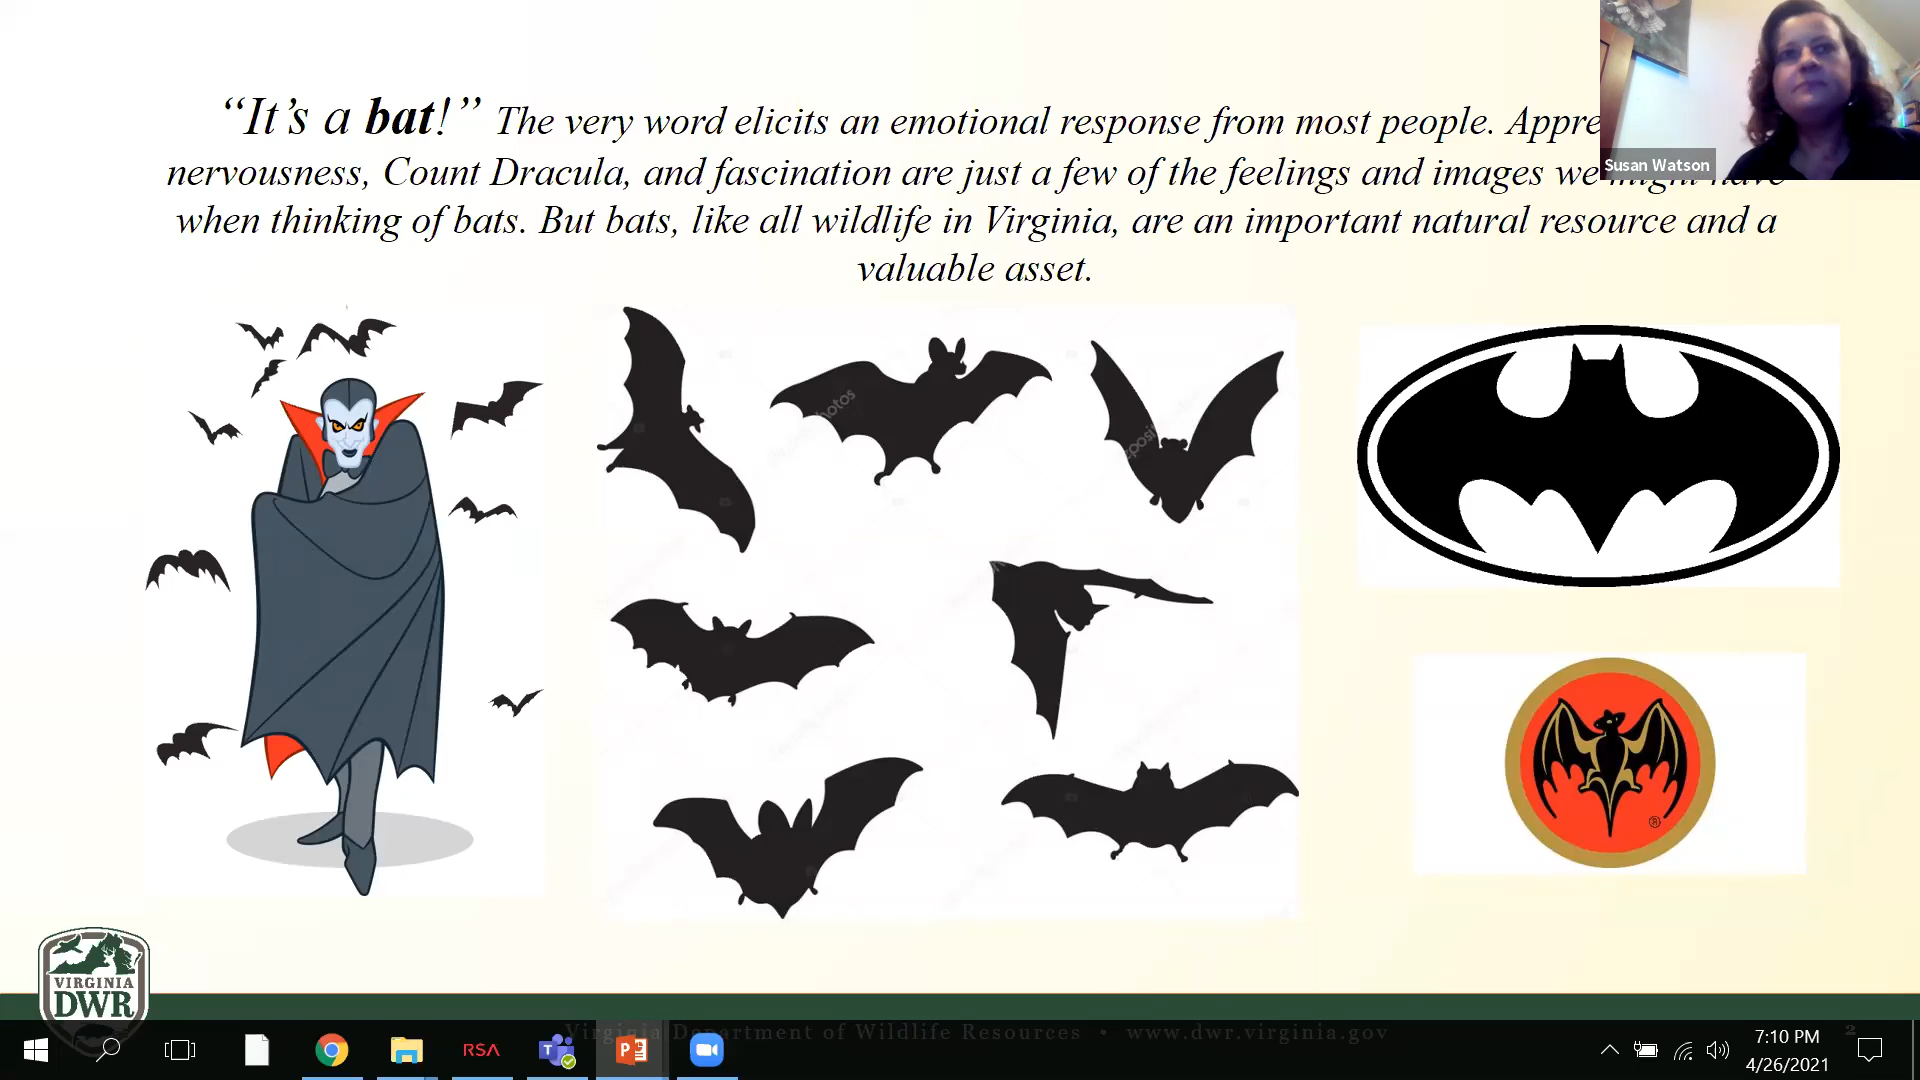 “It’s a bat!” The very word elicits an emotional response from most people.
nervousness, Count Dracula, and fascination are just a few of the feelings and images we might have
when thinking of bats. But bats, like all wildlife in Virginia, are an important natural resource and a
valuable asset.
Susan Watson
®
VIRGINIA
DWR
Virginia Department of Wildlife Resources • www.dwr.virginia.gov
2
RSA
7:10 PM
4/26/2021